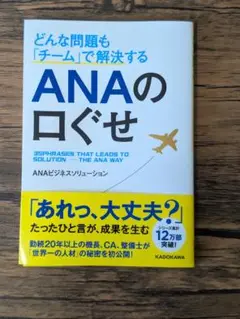 どんな問題も
「チーム」で解決する
ANAの
口ぐせ
35PHRASES THAT LEADS TO
SOLUTION — THE ANA WAY
ANAビジネスソリューション
「あれっ、大丈夫?」
たったひと言が、成果を生む
シリーズ累計
12万部
突破!
勤続20年以上の機長、CA、整備士が
「世界一の人材」の秘密を初公開!
KADOKAWA